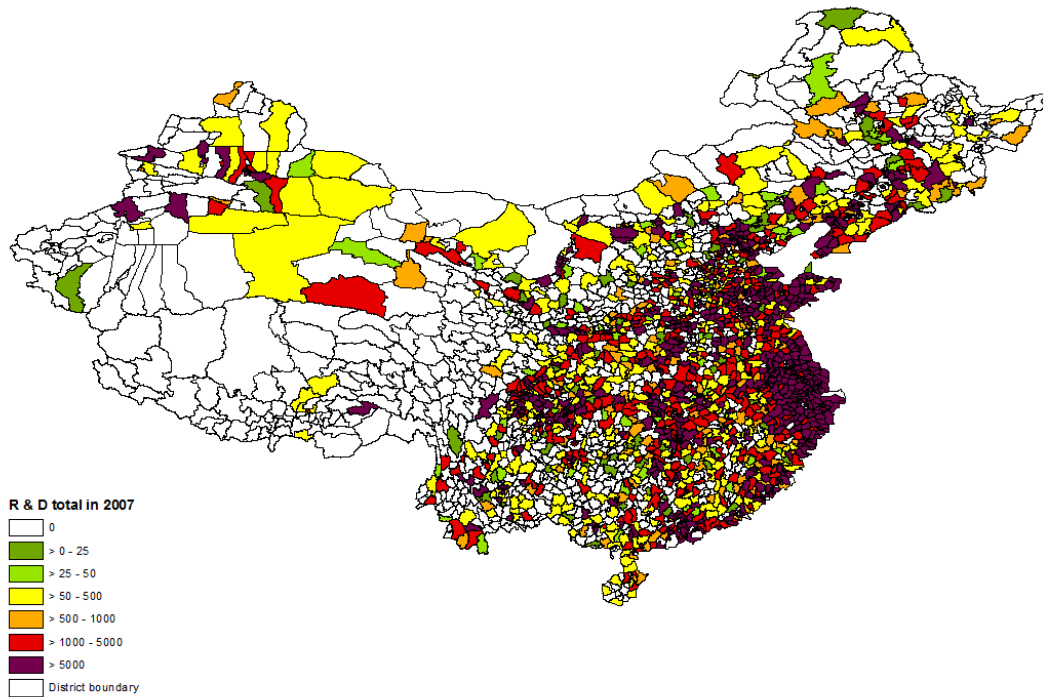 R & D total in 2007
0
> 0 - 25
> 25 - 50
> 50 - 500
> 500 - 1000
> 1000 - 5000
> 5000
District boundary